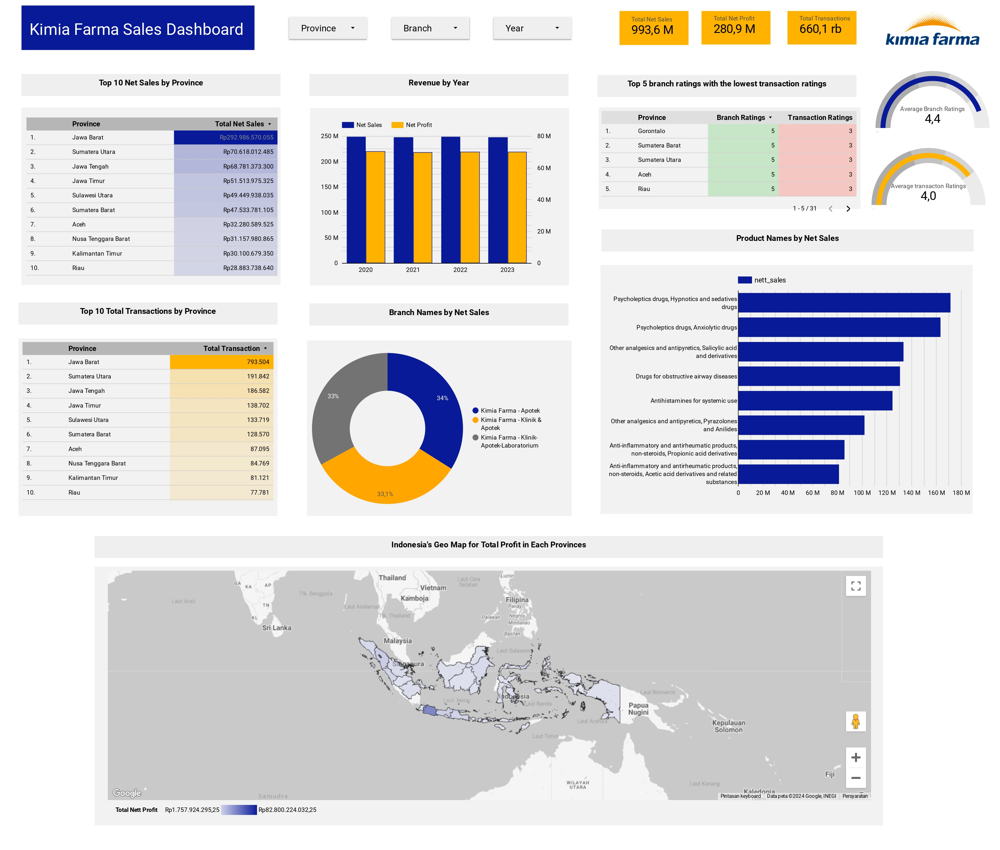 Kimia Farma Sales Dashboard
Province
Branch
Year
Total Net Sales
993,6 M
Total Net Profit
280,9 M
Total Transactions
660,1 rb
kimia farma
Top 10 Net Sales by Province
Province Total Net Sales
1. Jawa Barat Rp292.986.570.055
2. Sumatera Utara Rp70.618.012.485
3. Jawa Tengah Rp68.781.373.300
4. Jawa Timur Rp51.513.975.325
5. Sulawesi Utara Rp49.449.938.035
6. Sumatera Barat Rp47.533.781.105
7. Aceh Rp32.280.589.525
8. Nusa Tenggara Barat Rp31.157.980.865
9. Kalimantan Timur Rp30.100.679.350
10. Riau Rp28.883.738.640
Revenue by Year
Net Sales Net Profit
250 M
200 M
150 M
100 M
50 M
0
80 M
60 M
40 M
20 M
0
2020 2021 2022 2023
Top 5 branch ratings with the lowest transaction ratings
Province Branch Ratings Transaction Ratings
1. Gorontalo 5 3
2. Sumatera Barat 5 3
3. Sumatera Utara 5 3
4. Aceh 5 3
5. Riau 5 3
1 - 5 / 31
Average Branch Ratings
4,4
-
Average transacton Ratings
4,0
-
Top 10 Total Transactions by Province
Province Total Transaction
1. Jawa Barat 793.504
2. Sumatera Utara 191.842
3. Jawa Tengah 186.582
4. Jawa Timur 138.702
5. Sulawesi Utara 133.719
6. Sumatera Barat 128.570
7. Aceh 87.095
8. Nusa Tenggara Barat 84.769
9. Kalimantan Timur 81.121
10. Riau 77.781
Branch Names by Net Sales
33%
34%
33,1%
Kimia Farma - Apotek
Kimia Farma - Klinik &
Apotek
Kimia Farma - Klinik-
Apotek-Laboratorium
Product Names by Net Sales
nett_sales
Psycholeptics drugs, Hypnotics and sedatives
drugs
Psycholeptics drugs, Anxiolytic drugs
Other analgesics and antipyretics, Salicylic acid
and derivatives
Drugs for obstructive airway diseases
Antihistamines for systemic use
Other analgesics and antipyretics, Pyrazolones
and Anilides
Anti-inflammatory and antirheumatic products,
non-steroids, Propionic acid derivatives
Anti-inflammatory and antirheumatic products,
non-steroids, Acetic acid derivatives and related
substances
0 20 M 40 M 60 M 80 M 100 M 120 M 140 M 160 M 180 M
Indonesia's Geo Map for Total Profit in Each Provinces
Luzon
Thailand
Laut Cina
Selatan
GA
KA
AP
Vietnam
Tlk. Benggala
Kamboja
Laut Arab
Filipina
TN
Laut Andaman
Panay
Tlk. Thailand
KL
Palawan
Negros
Mindanao
Sri Lanka
Basilan
Malaysia
Laut Sulawesi
Singapura
Laut Jawa
Indonesia
Laut Bismarck
Laut Banda
Papua
Nugini
Laut Arafura
Kepulauan
Solomon
Laut Timor
Fiji
WILAYAH
UTARA
Laut Karang
Kaledonia
Google
Samudra
Pintasan keyboard Data peta ©2024 Google, INEGI Persyaratan
Total Nett Profit Rp1.757.924.295,25 Rp82.800.224.032,25